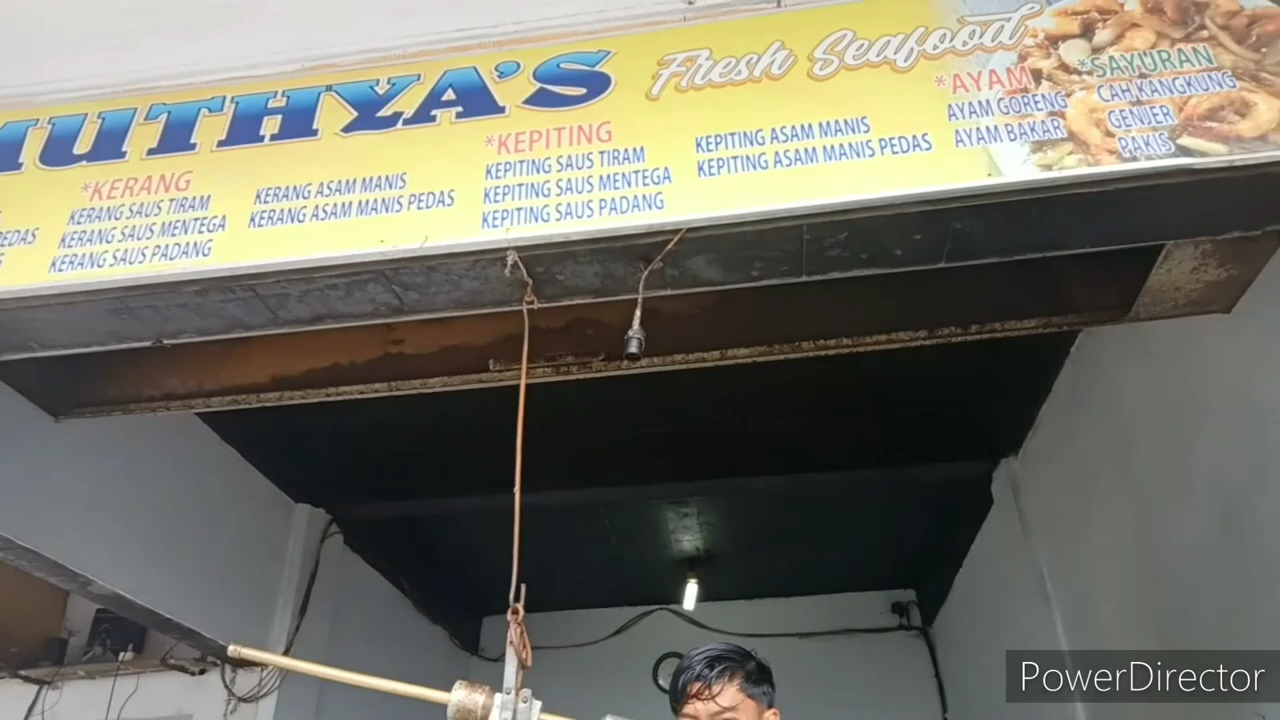 MUTHYA'S
Fresh Seafood
PEDAS
*KERANG
KERANG SAUS TIRAM
KERANG SAUS MENTEGA
KERANG SAUS PADANG
KERANG ASAM MANIS
KERANG ASAM MANIS PEDAS
*KEPITING
KEPITING SAUS TIRAM
KEPITING SAUS MENTEGA
KEPITING SAUS PADANG
KEPITING ASAM MANIS
KEPITING ASAM MANIS PEDAS
*AYAM
AYAM GORENG
AYAM BAKAR
*SAYURAN
CAH KANGKUNG
GENJER
PAKIS
PowerDirector